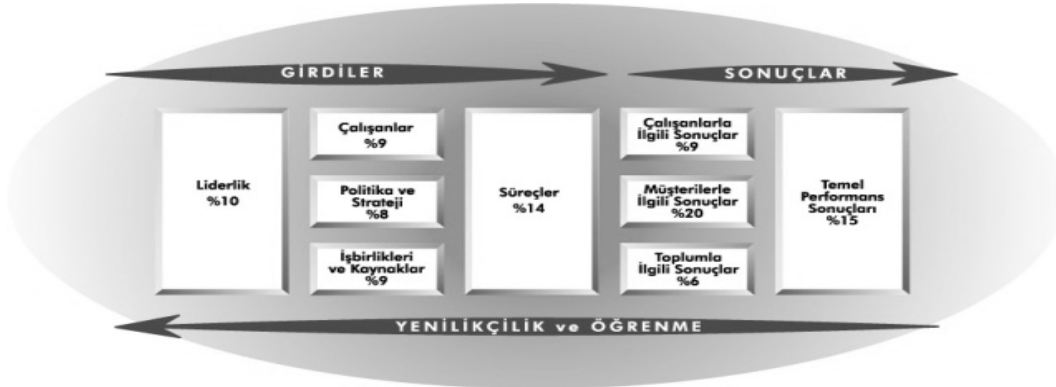 GİRDİLER
SONUÇLAR
Liderlik
%10
Çalışanlar
%9
Politika ve
Strateji
%8
İşbirlikleri
ve Kaynaklar
%9
Süreçler
%14
Çalışanlarla
İlgili Sonuçlar
%9
Müşterilerle
İlgili Sonuçlar
%20
Toplumla
İlgili Sonuçlar
%6
Temel
Performans
Sonuçları
%15
YENİLİKÇİLİK ve ÖĞRENME